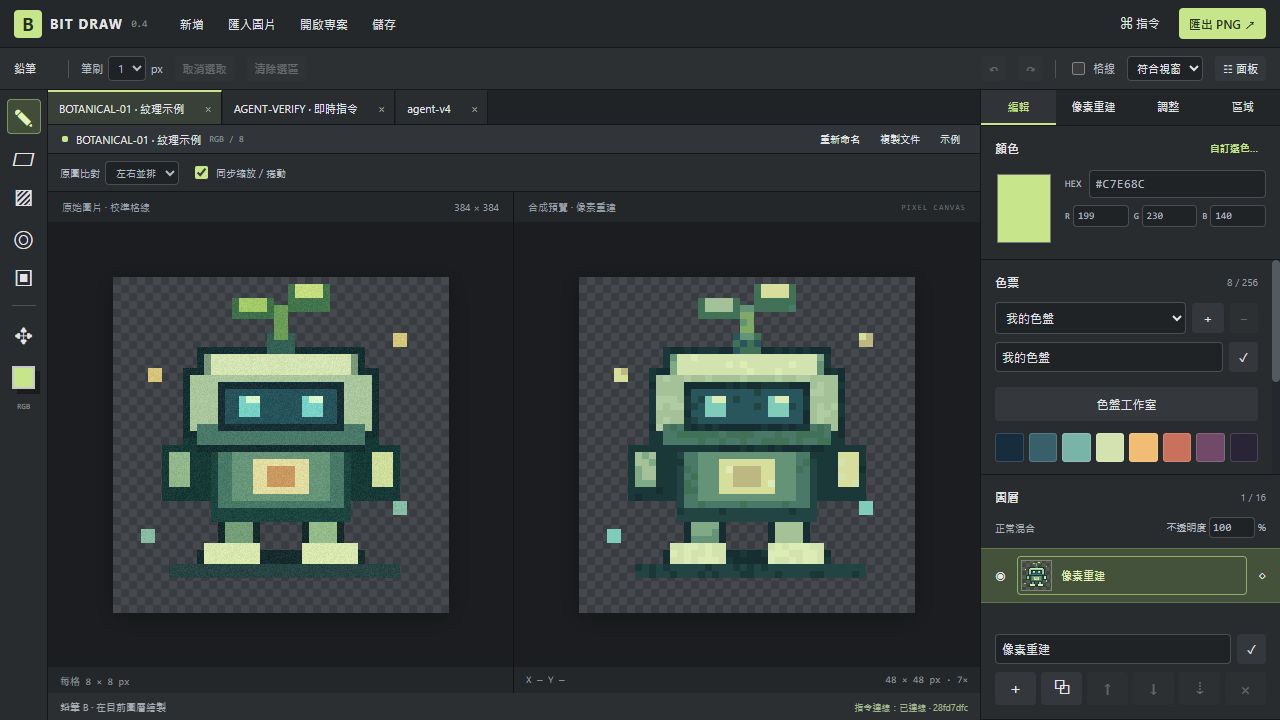 B BIT DRAW 0.4 新增 匯入圖片 開啟專案 儲存 ⌘ 指令 匯出 PNG ↗
鉛筆 筆刷 1 px 取消選取 清除選區 ↶ ↷ 格線 符合視窗 ☷ 面板
BOTANICAL-01 · 紋理示例 × AGENT-VERIFY · 即時指令 × agent-v4 ×
BOTANICAL-01 · 紋理示例 RGB / 8 重新命名 複製文件 示例
原圖比對 左右並排 同步縮放 / 捲動
原始圖片 · 校準格線 384 × 384 合成預覽 · 像素重建 PIXEL CANVAS
RGB
每格 8 × 8 px X — Y — 48 × 48 px · 7×
鉛筆 B · 在目前圖層繪製 指令連線：已連線 · 28fd7dfc
編輯 像素重建 調整 區域
顏色 自訂選色…
HEX #C7E68C
R 199 G 230 B 140
色票 8 / 256
我的色盤 + −
我的色盤 ✓
色盤工作室
圖層 1 / 16
正常混合 不透明度 100 %
像素重建
像素重建 ✓
+ ↑ ↓ ⇣ ×